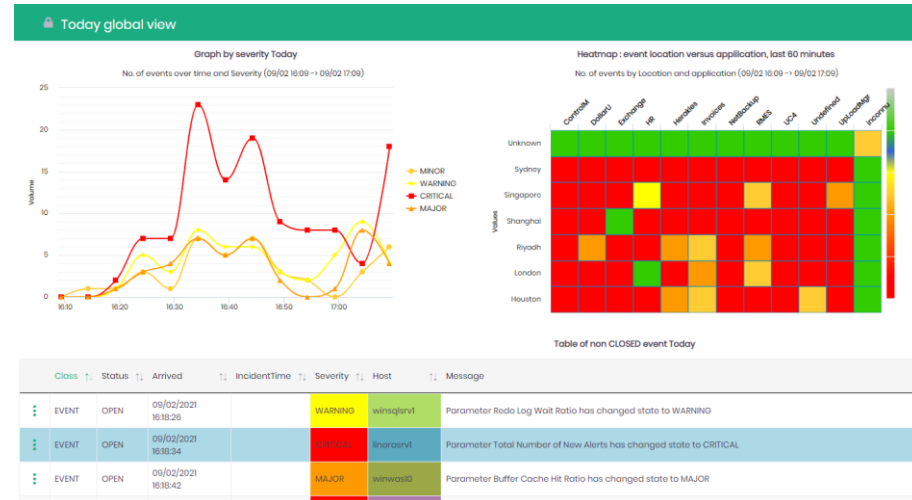 Today global view
Graph by severity Today
No. of events over time and Severity (09/02 16:09 -> 09/02 17:09)
25
20
15
10
5
0
Volume
16:10
16:20
16:30
16:40
16:50
17:00
MINOR
WARNING
CRITICAL
MAJOR
Heatmap : event location versus application, last 60 minutes
No. of events by Location and application (09/02 16:09 -> 09/02 17:09)
ControlM
DollarU
Exchange
HR
Herakles
Invoices
NetBackup
RMES
UC4
Undefined
UpLoadMgr
inconnu
Values
Unknown
Sydney
Singapore
Shanghai
Riyadh
London
Houston
Table of non CLOSED event Today
Class Status Arrived IncidentTime Severity Host Message
EVENT OPEN 09/02/2021 16:18:26 WARNING winsqlsrv1 Parameter Redo Log Wait Ratio has changed state to WARNING
EVENT OPEN 09/02/2021 16:18:34 CRITICAL linorasrv1 Parameter Total Number of New Alerts has changed state to CRITICAL
EVENT OPEN 09/02/2021 16:18:42 MAJOR winwas10 Parameter Buffer Cache Hit Ratio has changed state to MAJOR